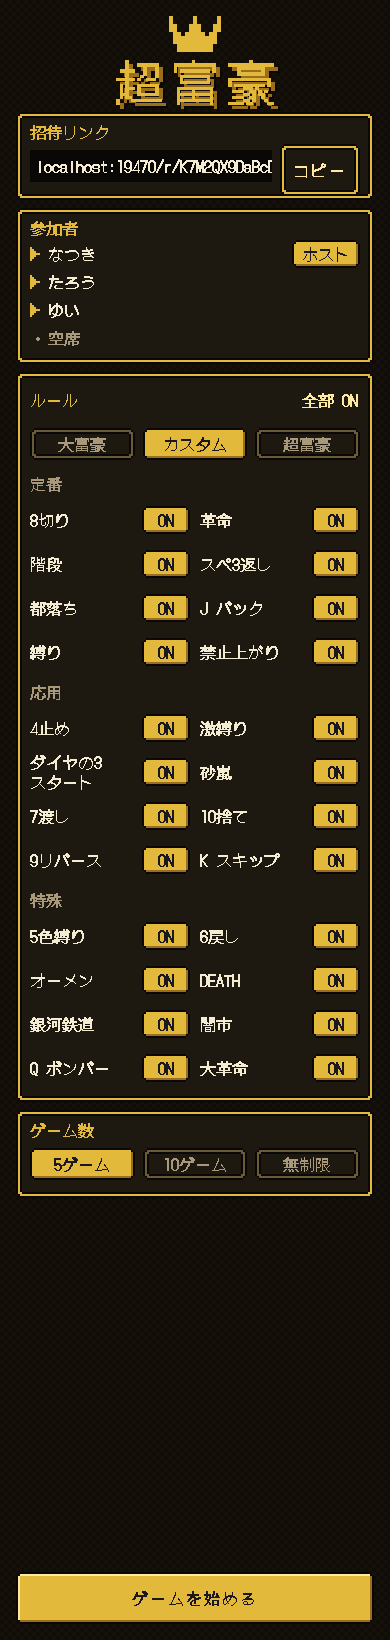 超富豪
招待リンク
localhost:19470/r/K7M2QX9DaBc
コピー
参加者
なつき ホスト
たろう
ゆい
・空席
ルール 全部 ON
大富豪 カスタム 超富豪
定番
8切り ON 革命 ON
階段 ON スペ3返し ON
都落ち ON J バック ON
縛り ON 禁止上がり ON
応用
4止め ON 激縛り ON
ダイヤの3
スタート ON 砂嵐 ON
7渡し ON 10捨て ON
9リバース ON K スキップ ON
特殊
5色縛り ON 6戻し ON
オーメン ON DEATH ON
銀河鉄道 ON 闇市 ON
Q ボンバー ON 大革命 ON
ゲーム数
5ゲーム 10ゲーム 無制限
ゲームを始める